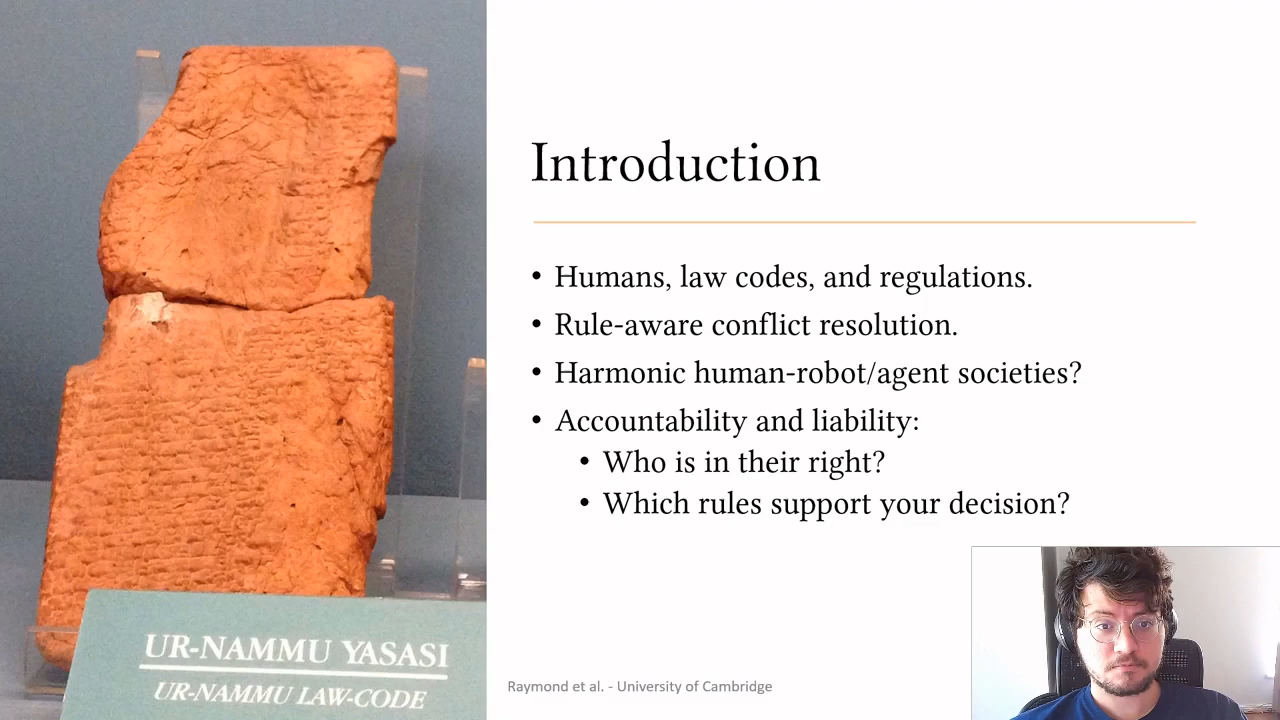 Introduction
• Humans, law codes, and regulations.
• Rule-aware conflict resolution.
• Harmonic human-robot/agent societies?
• Accountability and liability:
• Who is in their right?
• Which rules support your decision?
UR-NAMMU YASASI
UR-NAMMU LAW-CODE
Raymond et al. - University of Cambridge